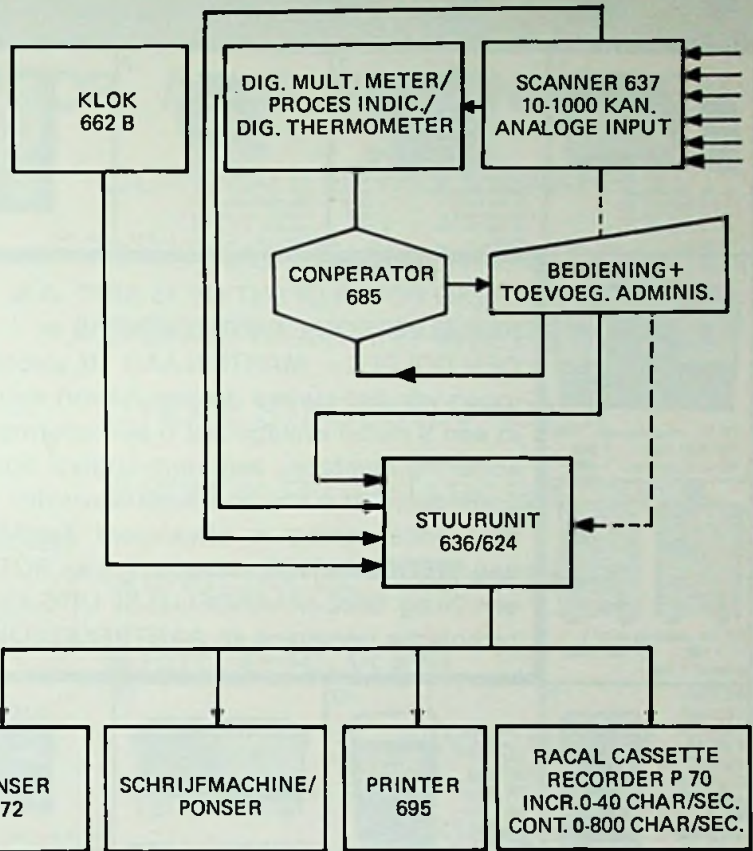 KLOK
662 B
DIG. MULT. METER/
PROCES INDIC./
DIG. THERMOMETER
SCANNER 637
10-1000 KAN.
ANALOGE INPUT
CONPERATOR
685
BEDIENING+
TOEVOEG. ADMINIS.
STUURUNIT
636/624
NSER
72
SCHRIJFMACHINE/
PONSER
PRINTER
695
RACAL CASSETTE
RECORDER P 70
INCR.0-40 CHAR/SEC.
CONT. 0-800 CHAR/SEC.